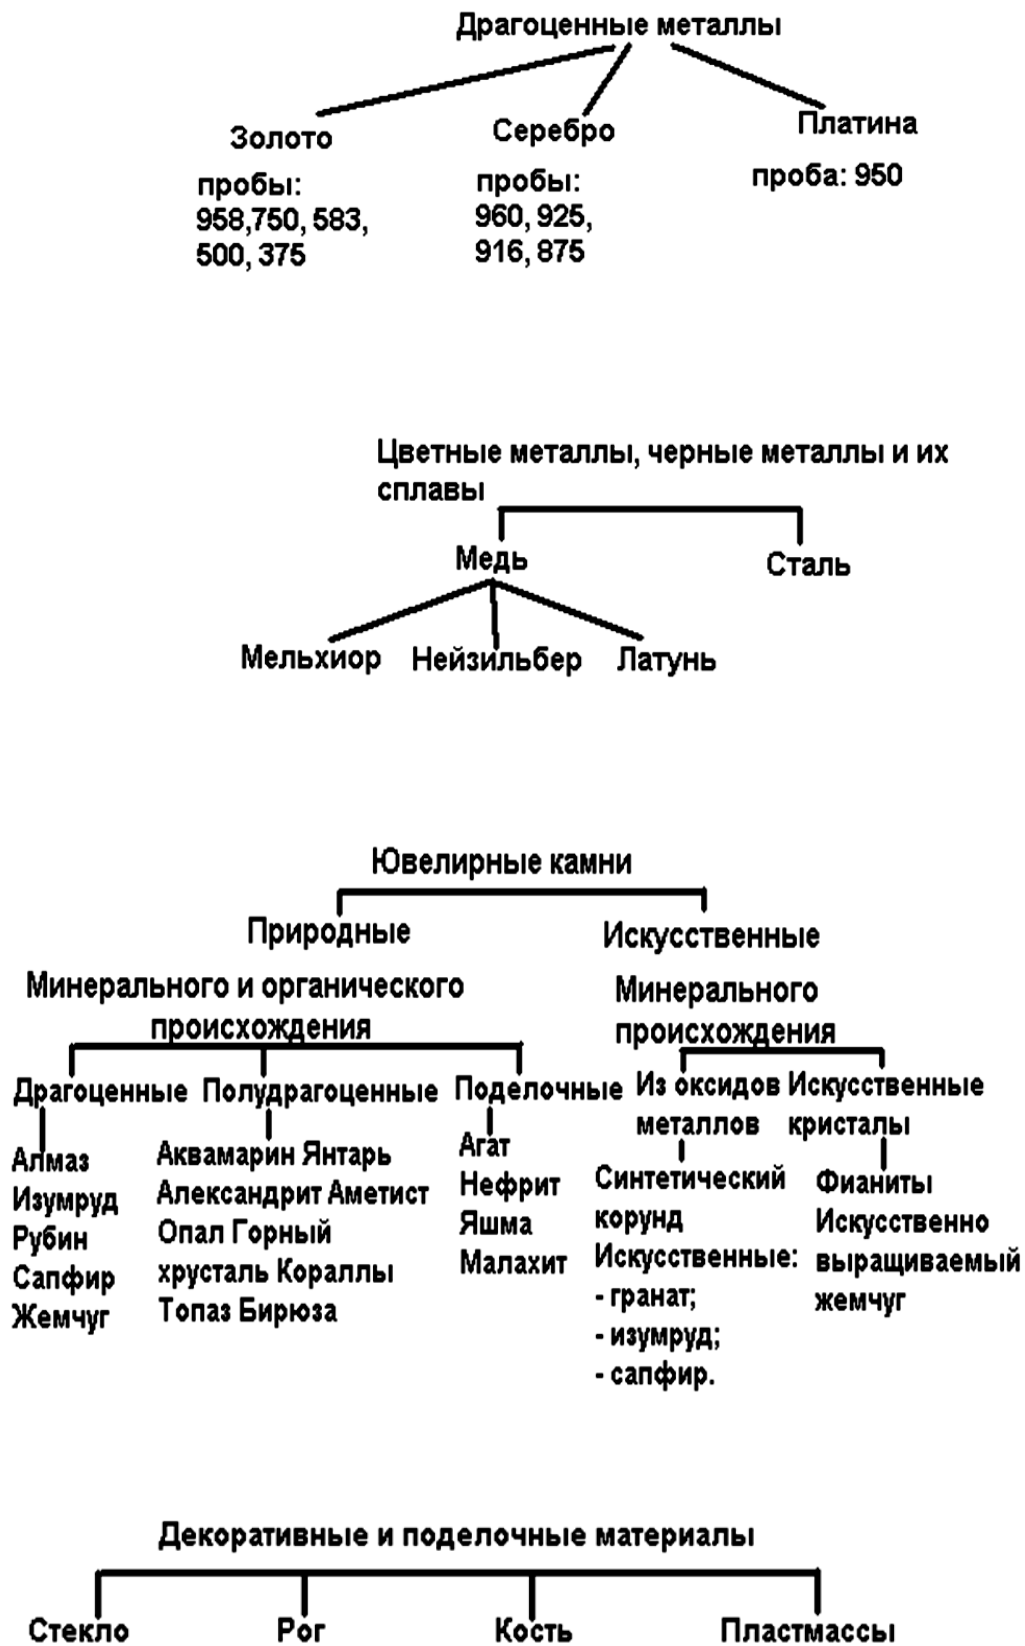 Драгоценные металлы
Золото
Серебро
Платина
пробы:
958,750, 583,
500, 375
пробы:
960, 925,
916, 875
проба: 950
Цветные металлы, черные металлы и их
сплавы
Медь
Сталь
Мельхиор
Нейзильбер
Латунь
Ювелирные камни
Природные
Искусственные
Минерального и органического
происхождения
Минерального
происхождения
Драгоценные
Алмаз
Изумруд
Рубин
Сапфир
Жемчуг
Полудрагоценные
Аквамарин Янтарь
Александрит Аметист
Опал Горный
хрусталь Кораллы
Топаз Бирюза
Поделочные
Агат
Нефрит
Яшма
Малахит
Из оксидов
металлов
Синтетический
корунд
Искусственные:
- гранат;
- изумруд;
- сапфир.
Искусственные
кристалы
Фианиты
Искусственно
выращиваемый
жемчуг
Декоративные и поделочные материалы
Стекло
Рог
Кость
Пластмассы